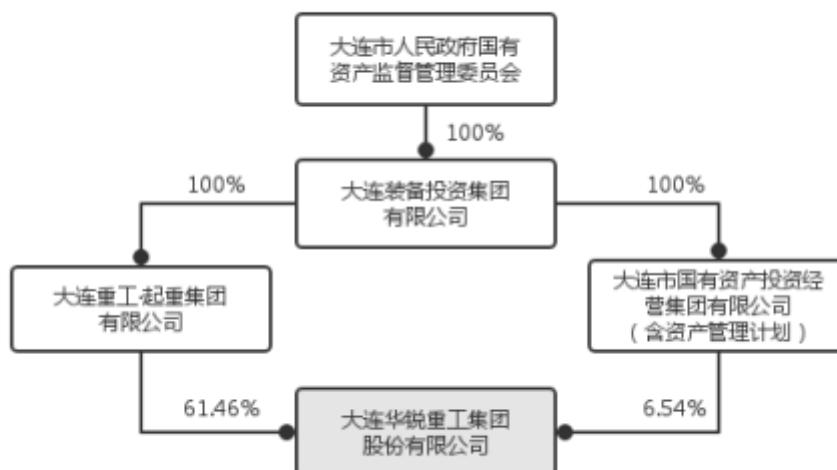 大连市人民政府国有
资产监督管理委员会
100%
100%
大连装备投资集团
有限公司
100%
大连重工·起重集团
有限公司
大连市国有资产投资经
营集团有限公司
（含资产管理计划）
61.46%
大连华锐重工集团
股份有限公司
6.54%